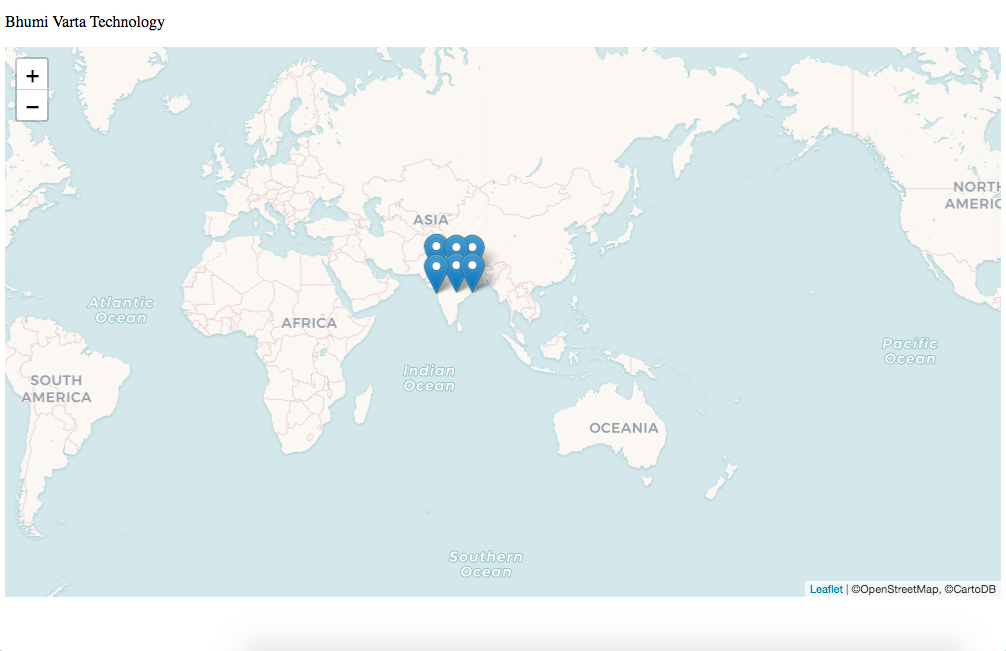 Bhumi Varta Technology
+
−
ASIA
NORTH
AMERIC
Atlantic
Ocean
AFRICA
Pacific
Ocean
Indian
Ocean
SOUTH
AMERICA
OCEANIA
Southern
Ocean
Leaflet | ©OpenStreetMap, ©CartoDB